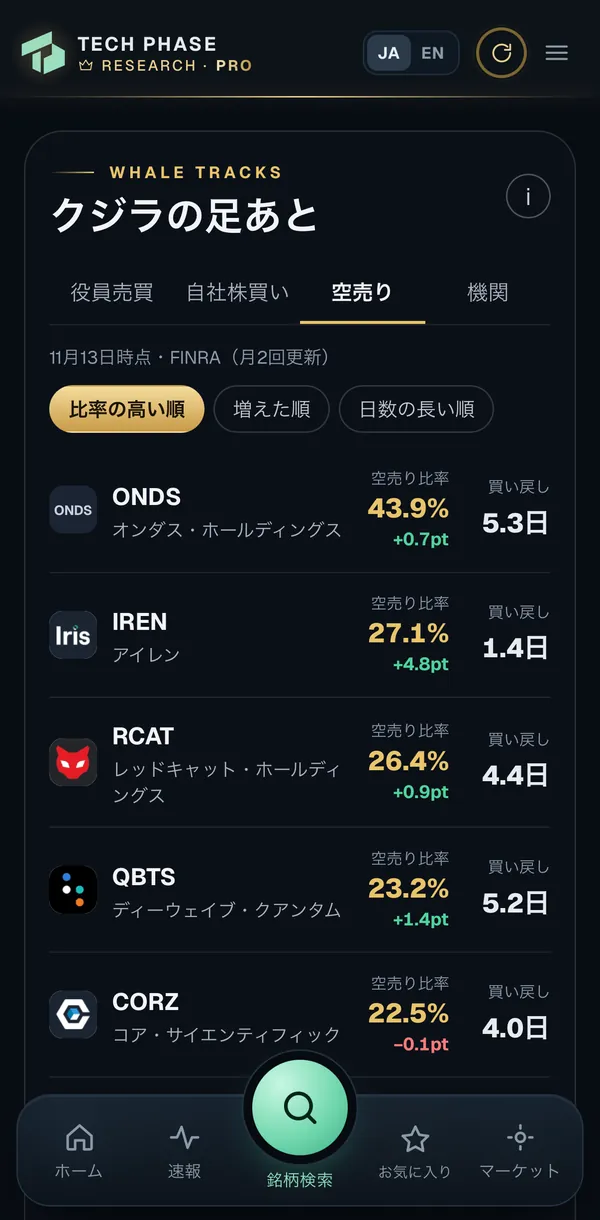 TECH PHASE
RESEARCH · PRO
JA EN
WHALE TRACKS
クジラの足あと
i
役員売買 自社株買い 空売り 機関
11月13日時点・FINRA（月2回更新）
比率の高い順 増えた順 日数の長い順
ONDS
ONDS
オンダス・ホールディングス
空売り比率
43.9%
+0.7pt
買い戻し
5.3日
Iris
IREN
アイレン
空売り比率
27.1%
+4.8pt
買い戻し
1.4日
RCAT
レッドキャット・ホールディ
ングス
空売り比率
26.4%
+0.9pt
買い戻し
4.4日
QBTS
ディーウェイブ・クアンタム
空売り比率
23.2%
+1.4pt
買い戻し
5.2日
CORZ
コア・サイエンティフィック
空売り比率
22.5%
−0.1pt
買い戻し
4.0日
ホーム 速報 銘柄検索 お気に入り マーケット